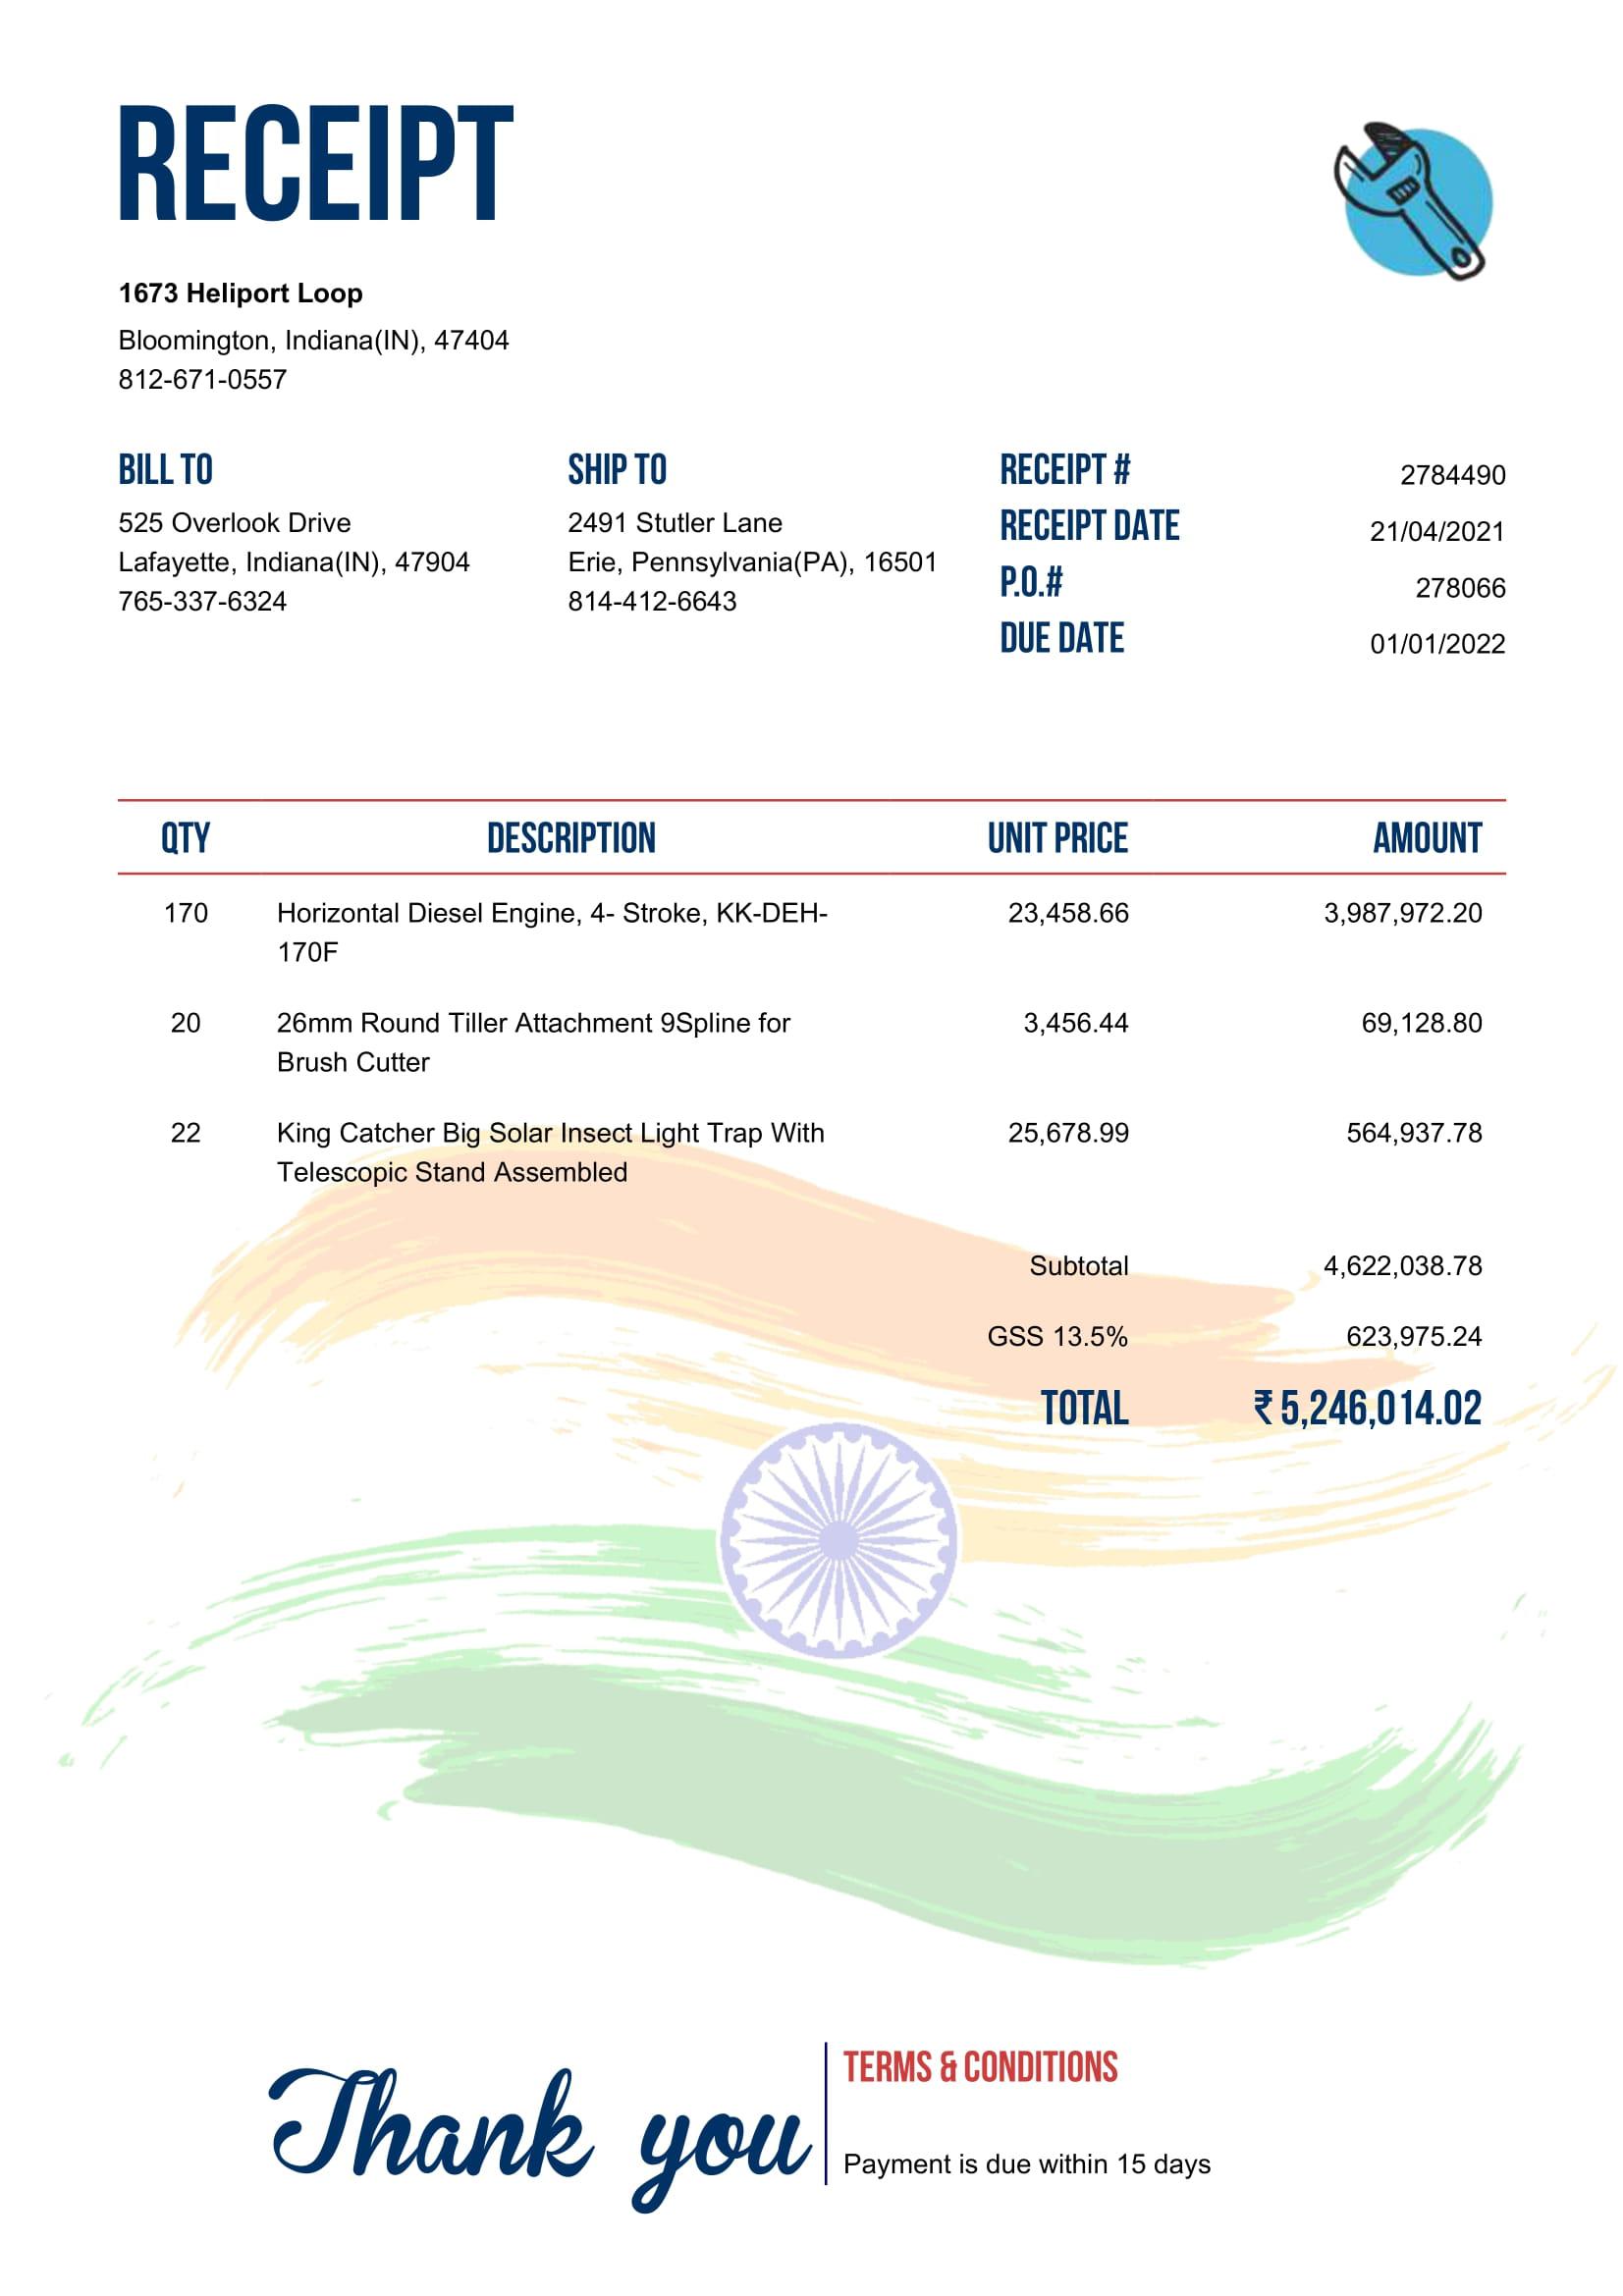 RECEIPT
1673 Heliport Loop
Bloomington, Indiana(IN), 47404
812-671-0557
BILL TO
525 Overlook Drive
Lafayette, Indiana(IN), 47904
765-337-6324
SHIP TO
2491 Stutler Lane
Erie, Pennsylvania(PA), 16501
814-412-6643
RECEIPT # 2784490
RECEIPT DATE 21/04/2021
P.O.# 278066
DUE DATE 01/01/2022
QTY DESCRIPTION UNIT PRICE AMOUNT
170 Horizontal Diesel Engine, 4- Stroke, KK-DEH- 23,458.66 3,987,972.20
170F
20 26mm Round Tiller Attachment 9Spline for 3,456.44 69,128.80
Brush Cutter
22 King Catcher Big Solar Insect Light Trap With 25,678.99 564,937.78
Telescopic Stand Assembled
Subtotal 4,622,038.78
GSS 13.5% 623,975.24
TOTAL ₹ 5,246,014.02
Thank you
TERMS & CONDITIONS
Payment is due within 15 days